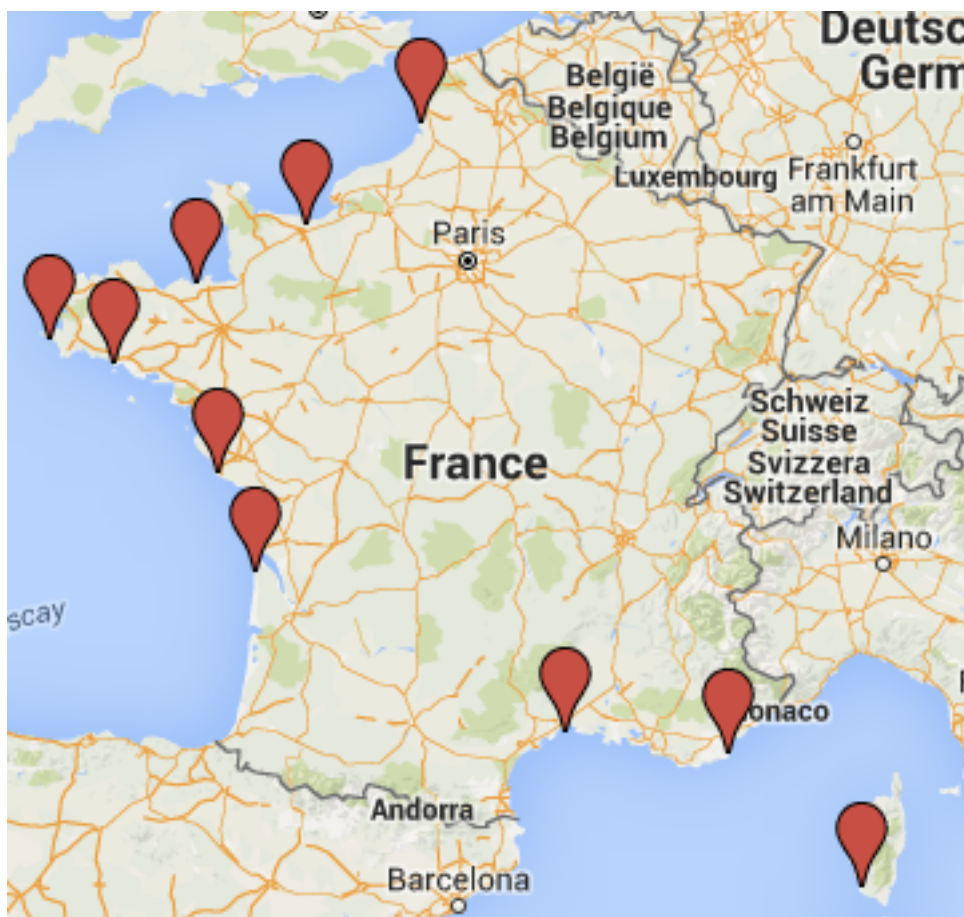 Deutsc
Germ
België
Belgique
Belgium
Luxembourg
Frankfurt
am Main
Paris
France
Schweiz
Suisse
Svizzera
Switzerland
Milano
scay
onaco
Andorra
Barcelona